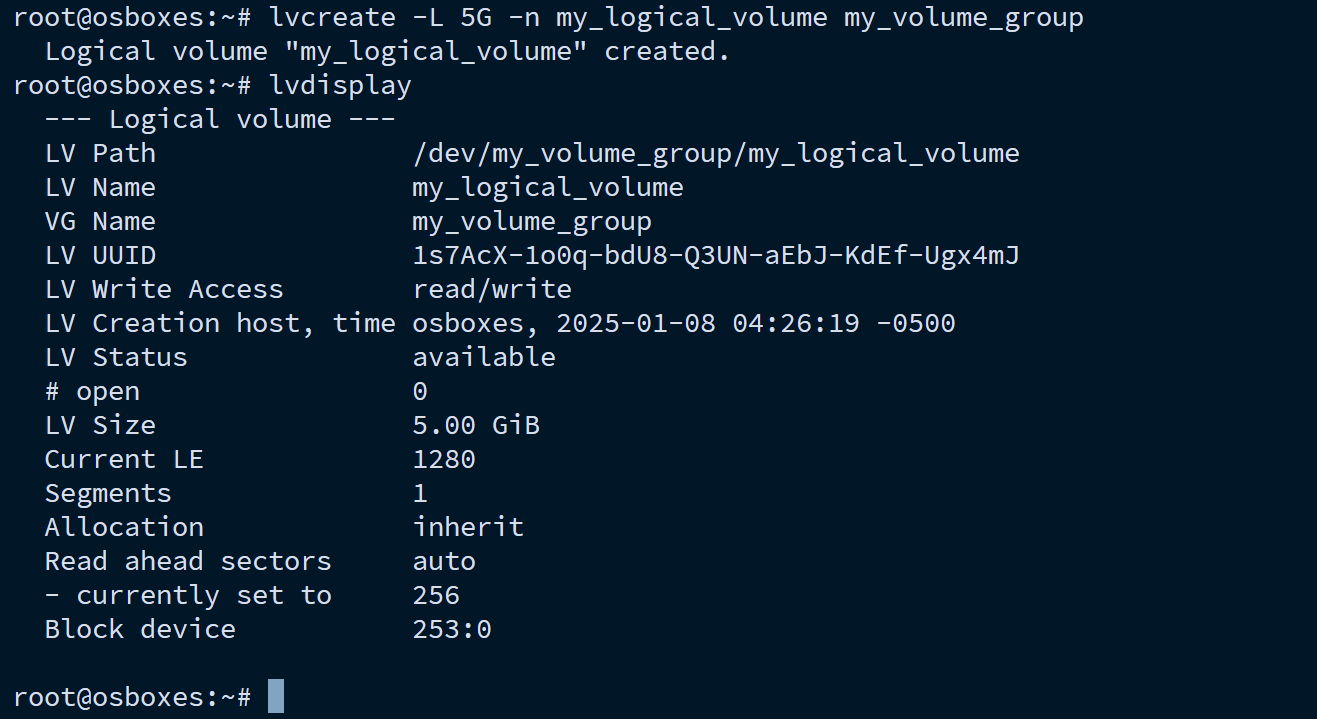 root@osboxes:~# lvcreate -L 5G -n my_logical_volume my_volume_group
  Logical volume "my_logical_volume" created.
root@osboxes:~# lvdisplay
  --- Logical volume ---
  LV Path                /dev/my_volume_group/my_logical_volume
  LV Name                my_logical_volume
  VG Name                my_volume_group
  LV UUID                1s7AcX-1o0q-bdU8-Q3UN-aEbJ-KdEf-Ugx4mJ
  LV Write Access        read/write
  LV Creation host, time osboxes, 2025-01-08 04:26:19 -0500
  LV Status              available
  # open                 0
  LV Size                5.00 GiB
  Current LE             1280
  Segments               1
  Allocation             inherit
  Read ahead sectors     auto
  - currently set to     256
  Block device           253:0
root@osboxes:~#